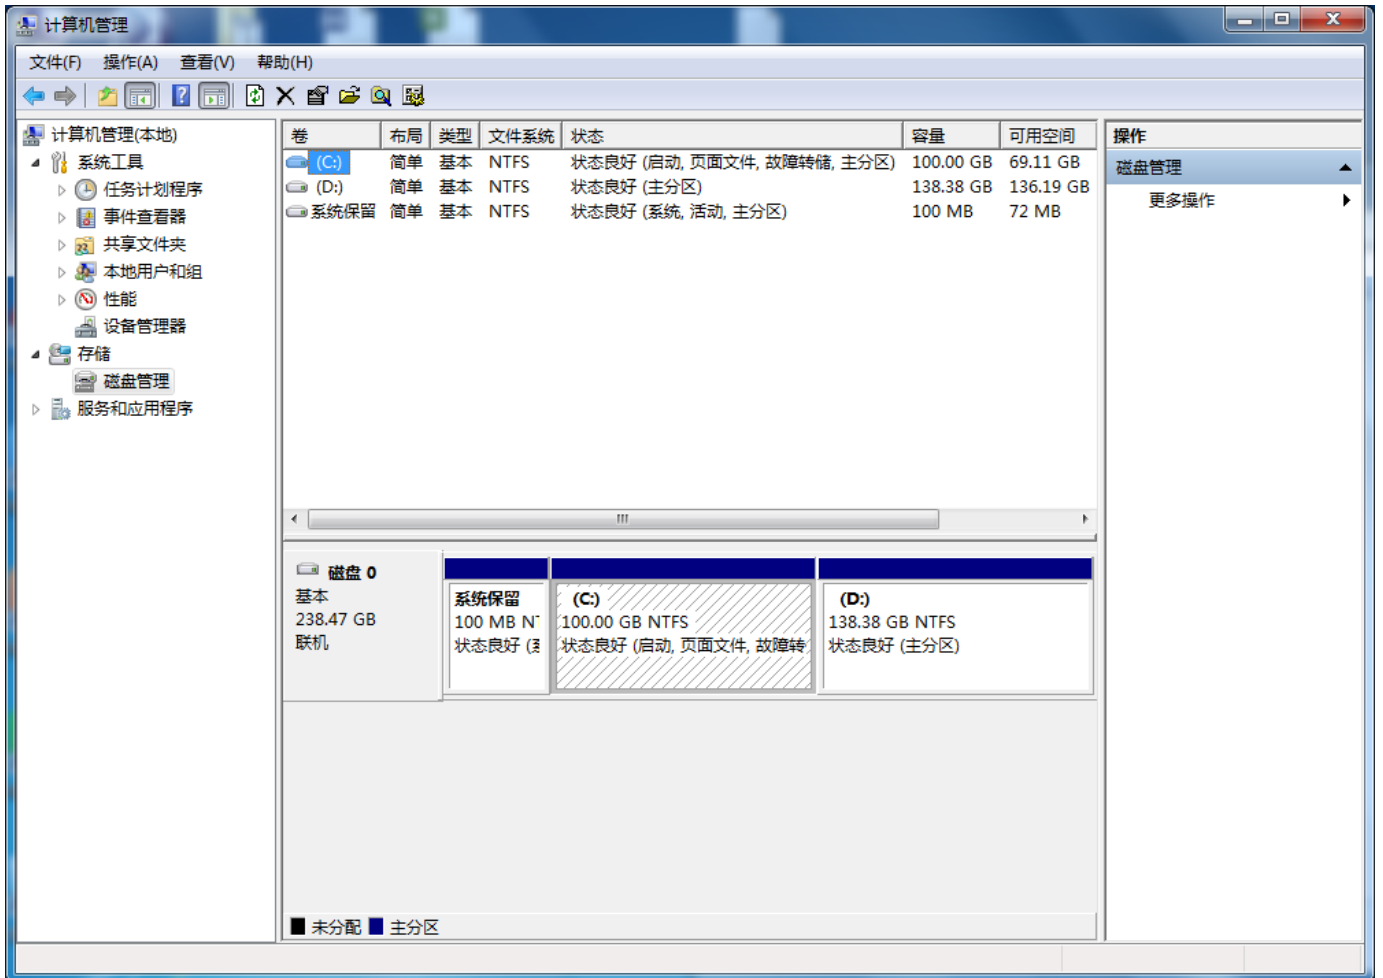 计算机管理
文件(F) 操作(A) 查看(V) 帮助(H)
计算机管理(本地)
系统工具
任务计划程序
事件查看器
共享文件夹
本地用户和组
性能
设备管理器
存储
磁盘管理
服务和应用程序
卷 布局 类型 文件系统 状态 容量 可用空间
(C:) 简单 基本 NTFS 状态良好 (启动, 页面文件, 故障转储, 主分区) 100.00 GB 69.11 GB
(D:) 简单 基本 NTFS 状态良好 (主分区) 138.38 GB 136.19 GB
系统保留 简单 基本 NTFS 状态良好 (系统, 活动, 主分区) 100 MB 72 MB
磁盘 0
基本
238.47 GB
联机
系统保留
100 MB N
状态良好 (
(C:)
100.00 GB NTFS
状态良好 (启动, 页面文件, 故障转
(D:)
138.38 GB NTFS
状态良好 (主分区)
未分配 主分区
操作
磁盘管理
更多操作